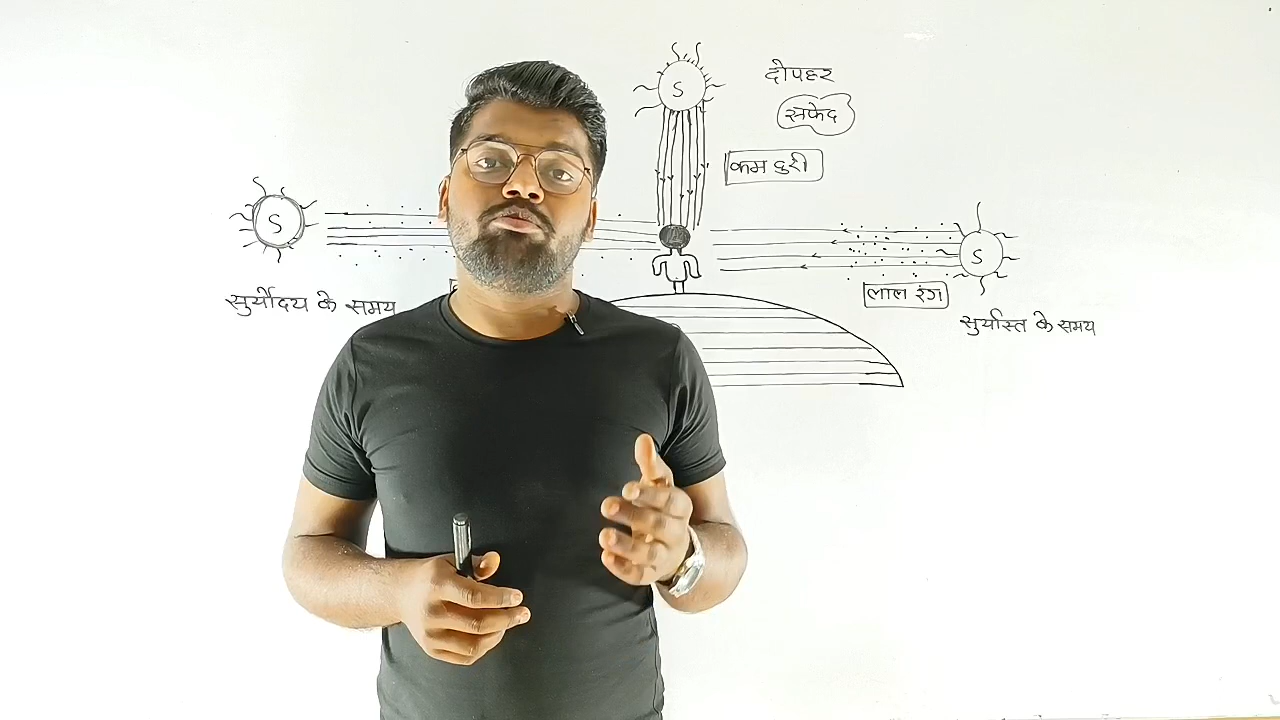 S
दोपहर
सफेद
कम दुरी
S
S
लाल रंग
सुर्योदय के समय
सुर्यास्त के समय